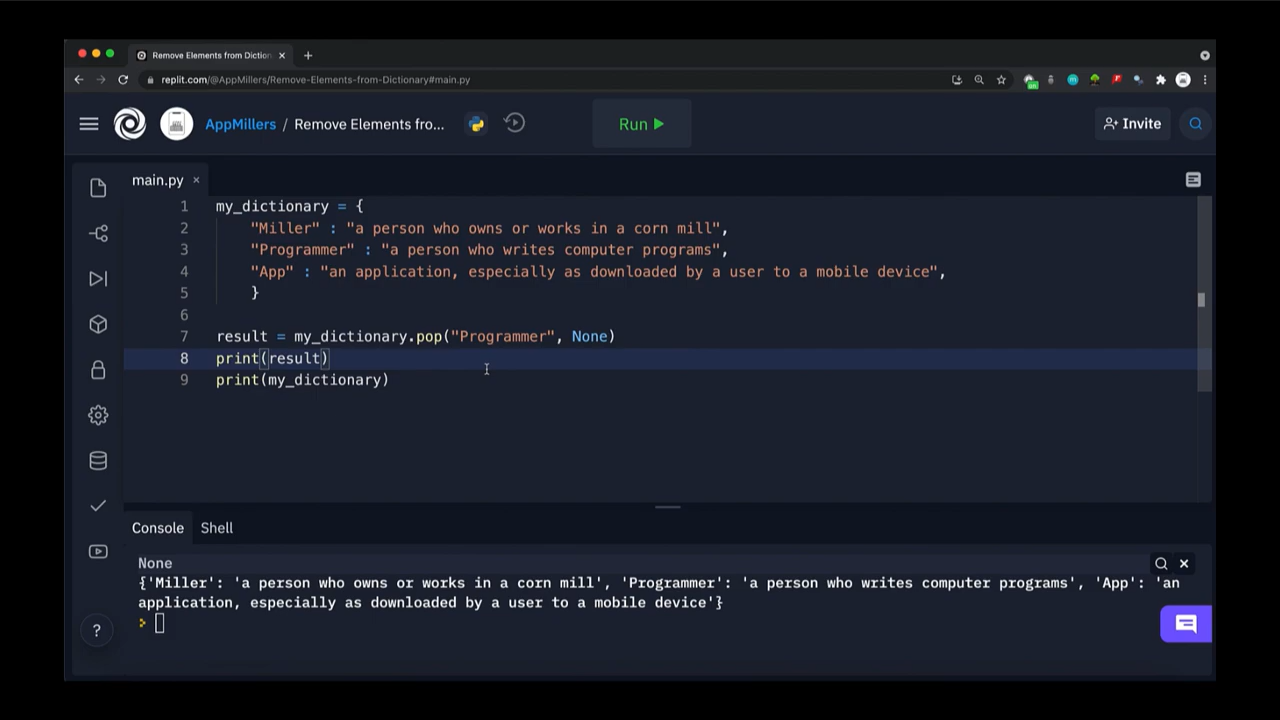 Remove Elements from Diction
replit.com/@AppMillers/Remove-Elements-from-Dictionary#main.py
AppMillers / Remove Elements fro...
Run
Invite
main.py
1 my_dictionary = {
2 "Miller" : "a person who owns or works in a corn mill",
3 "Programmer" : "a person who writes computer programs",
4 "App" : "an application, especially as downloaded by a user to a mobile device",
5 }
6
7 result = my_dictionary.pop("Programmer", None)
8 print(result)
9 print(my_dictionary)
Console Shell
None
{'Miller': 'a person who owns or works in a corn mill', 'Programmer': 'a person who writes computer programs', 'App': 'an
application, especially as downloaded by a user to a mobile device'}
>
?